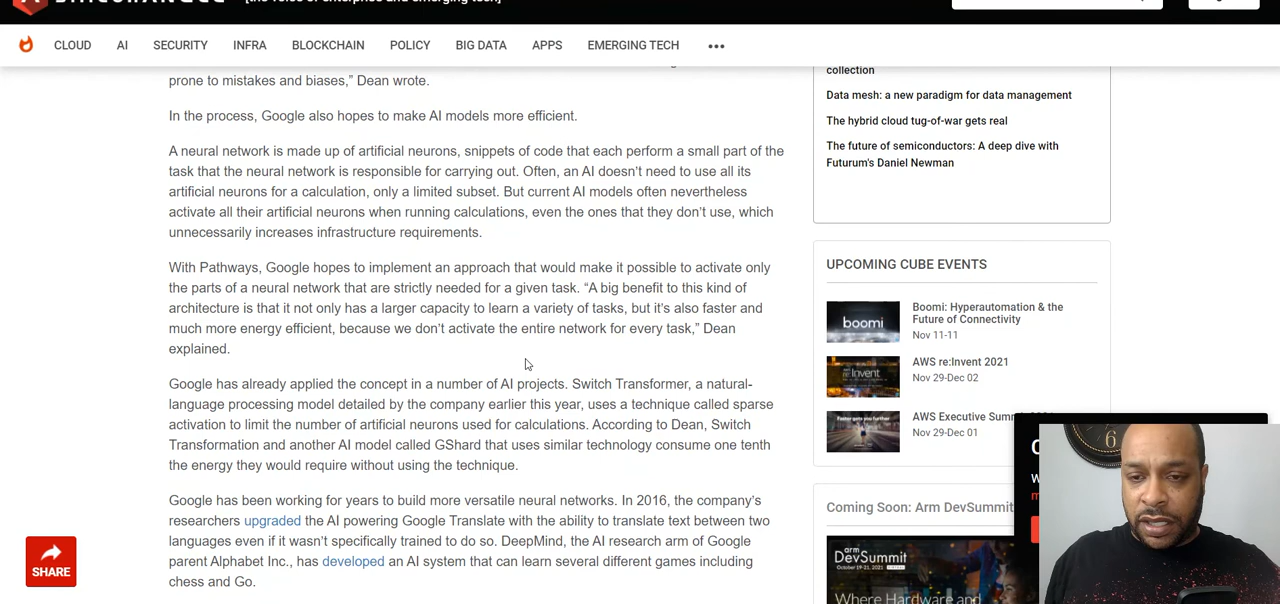 CLOUD AI SECURITY INFRA BLOCKCHAIN POLICY BIG DATA APPS EMERGING TECH •••
prone to mistakes and biases,” Dean wrote.
In the process, Google also hopes to make AI models more efficient.
A neural network is made up of artificial neurons, snippets of code that each perform a small part of the
task that the neural network is responsible for carrying out. Often, an AI doesn’t need to use all its
artificial neurons for a calculation, only a limited subset. But current AI models often nevertheless
activate all their artificial neurons when running calculations, even the ones that they don’t use, which
unnecessarily increases infrastructure requirements.
With Pathways, Google hopes to implement an approach that would make it possible to activate only
the parts of a neural network that are strictly needed for a given task. “A big benefit to this kind of
architecture is that it not only has a larger capacity to learn a variety of tasks, but it’s also faster and
much more energy efficient, because we don’t activate the entire network for every task,” Dean
explained.
Google has already applied the concept in a number of AI projects. Switch Transformer, a natural-
language processing model detailed by the company earlier this year, uses a technique called sparse
activation to limit the number of artificial neurons used for calculations. According to Dean, Switch
Transformation and another AI model called GShard that uses similar technology consume one tenth
the energy they would require without using the technique.
Google has been working for years to build more versatile neural networks. In 2016, the company’s
researchers upgraded the AI powering Google Translate with the ability to translate text between two
languages even if it wasn’t specifically trained to do so. DeepMind, the AI research arm of Google
parent Alphabet Inc., has developed an AI system that can learn several different games including
chess and Go.
SHARE
collection
Data mesh: a new paradigm for data management
The hybrid cloud tug-of-war gets real
The future of semiconductors: A deep dive with
Futurum's Daniel Newman
UPCOMING CUBE EVENTS
boomi
Boomi: Hyperautomation & the
Future of Connectivity
Nov 11-11
re:Invent
AWS re:Invent 2021
Nov 29-Dec 02
AWS Executive
Nov 29-Dec 01
Coming Soon: Arm DevSummit
arm
DevSummit
October 19-21, 2021
Where Hardware and
6